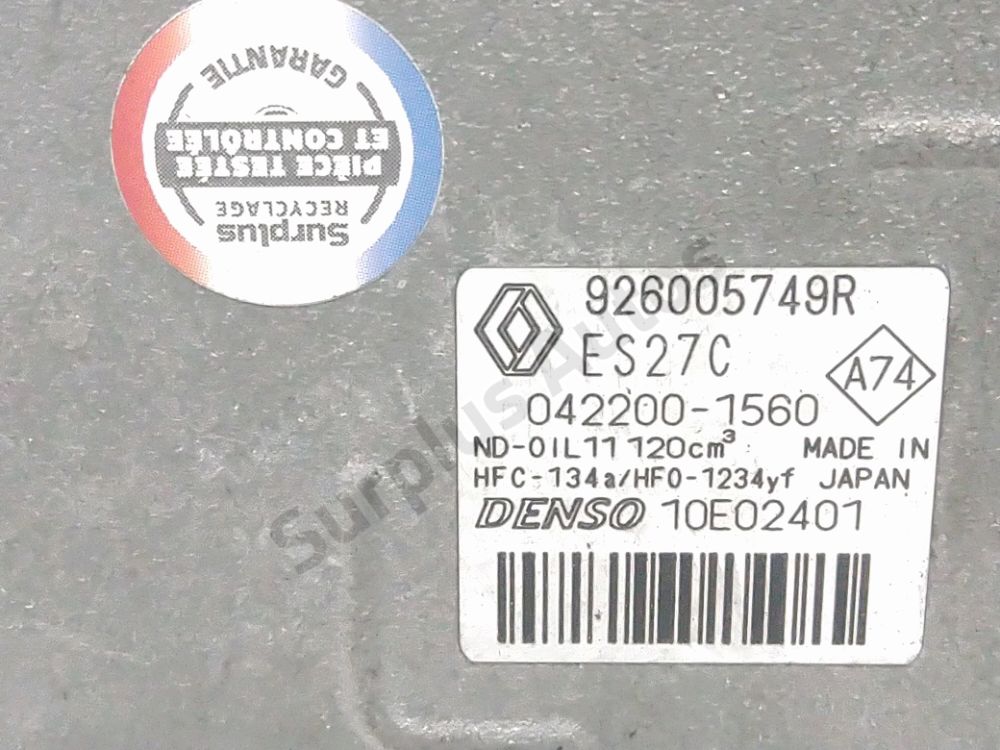 GARANTIE
PIÈCE TESTÉE
ET CONTRÔLÉE
Surplus
RECYCLAGE
926005749R
ES27C
A74
042200-1560
ND-OIL11 120cm³ MADE IN
HFC-134a/HFO-1234yf JAPAN
DENSO 10E02401
Surplus Autos